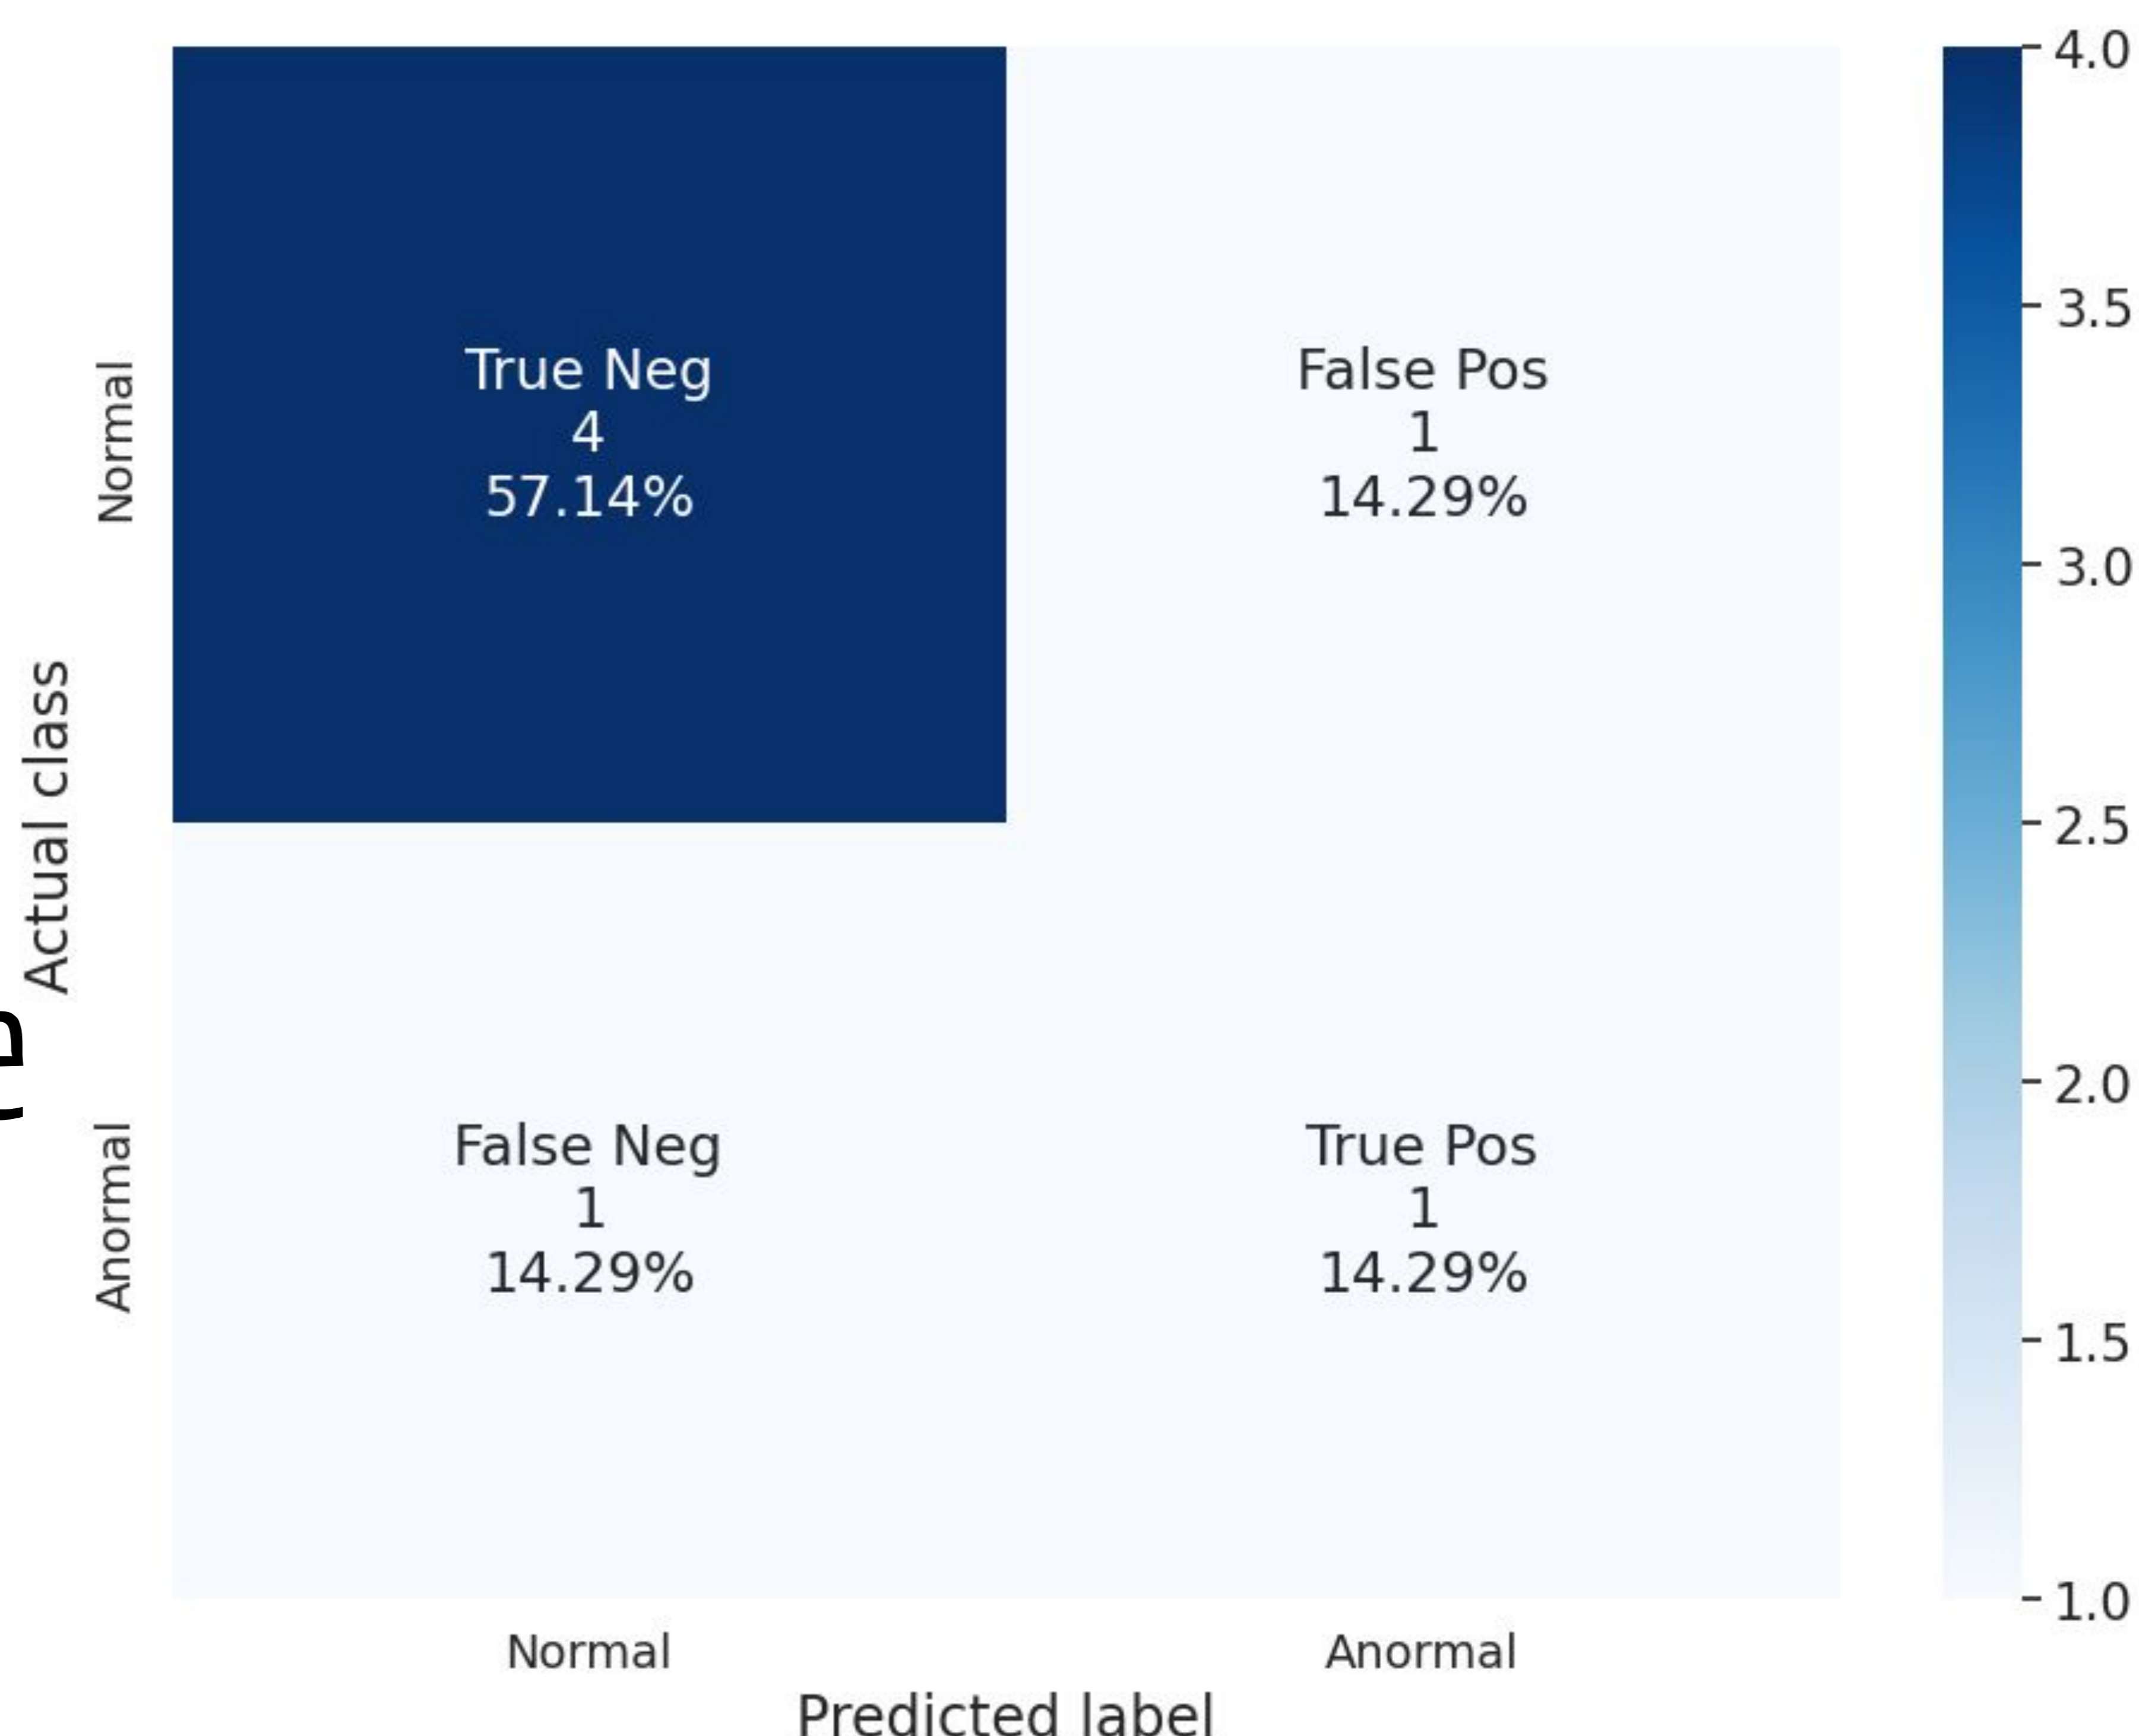 True Neg
4
57.14%
False Pos
1
14.29%
False Neg
1
14.29%
True Pos
1
14.29%
Normal
Anormal
Actual class
Normal
Anormal
Predicted label
4.0
3.5
3.0
2.5
2.0
1.5
1.0